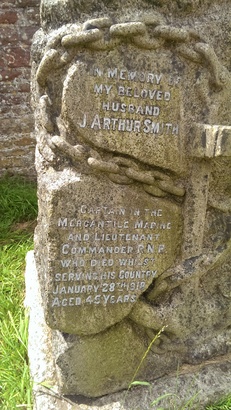 IN MEMORY OF
MY BELOVED
HUSBAND
J ARTHUR SMITH
CAPTAIN IN THE
MERCANTILE MARINE
AND LIEUTENANT
COMMANDER R.N.R.
WHO DIED WHILST
SERVING HIS COUNTRY
JANUARY 28TH 1918
AGED 45 YEARS